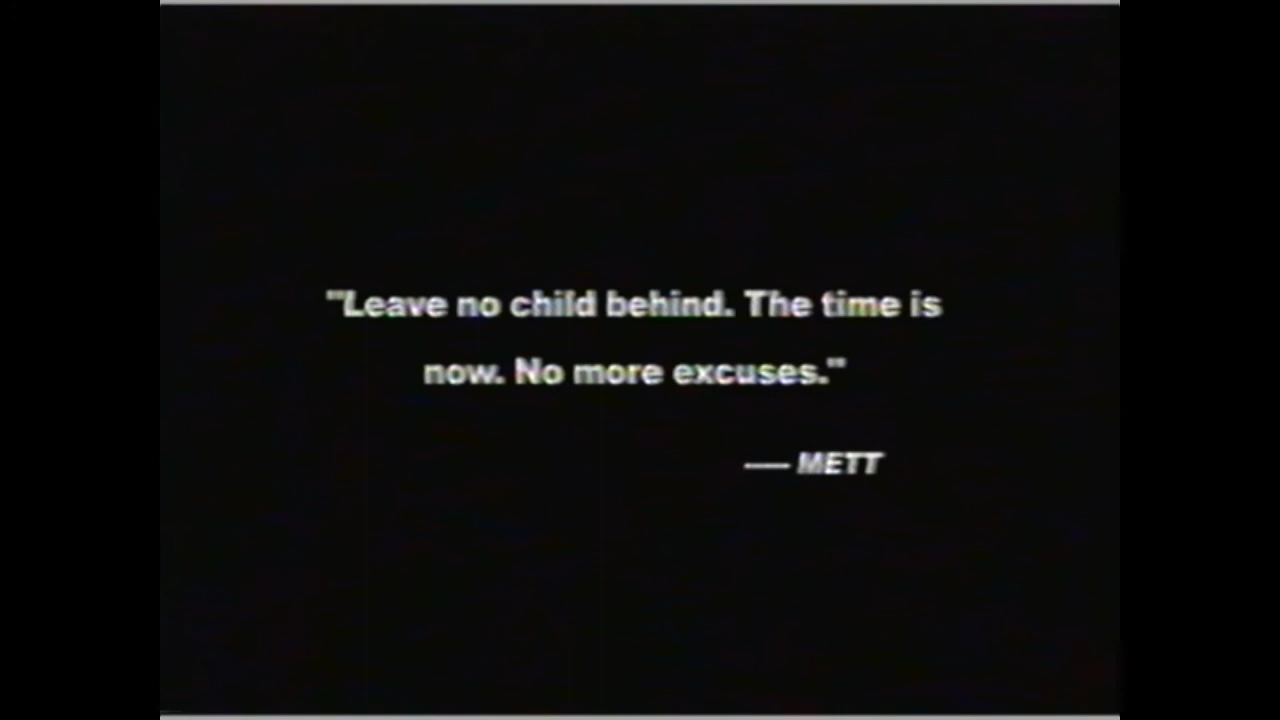 "Leave no child behind. The time is
now. No more excuses."
— METT